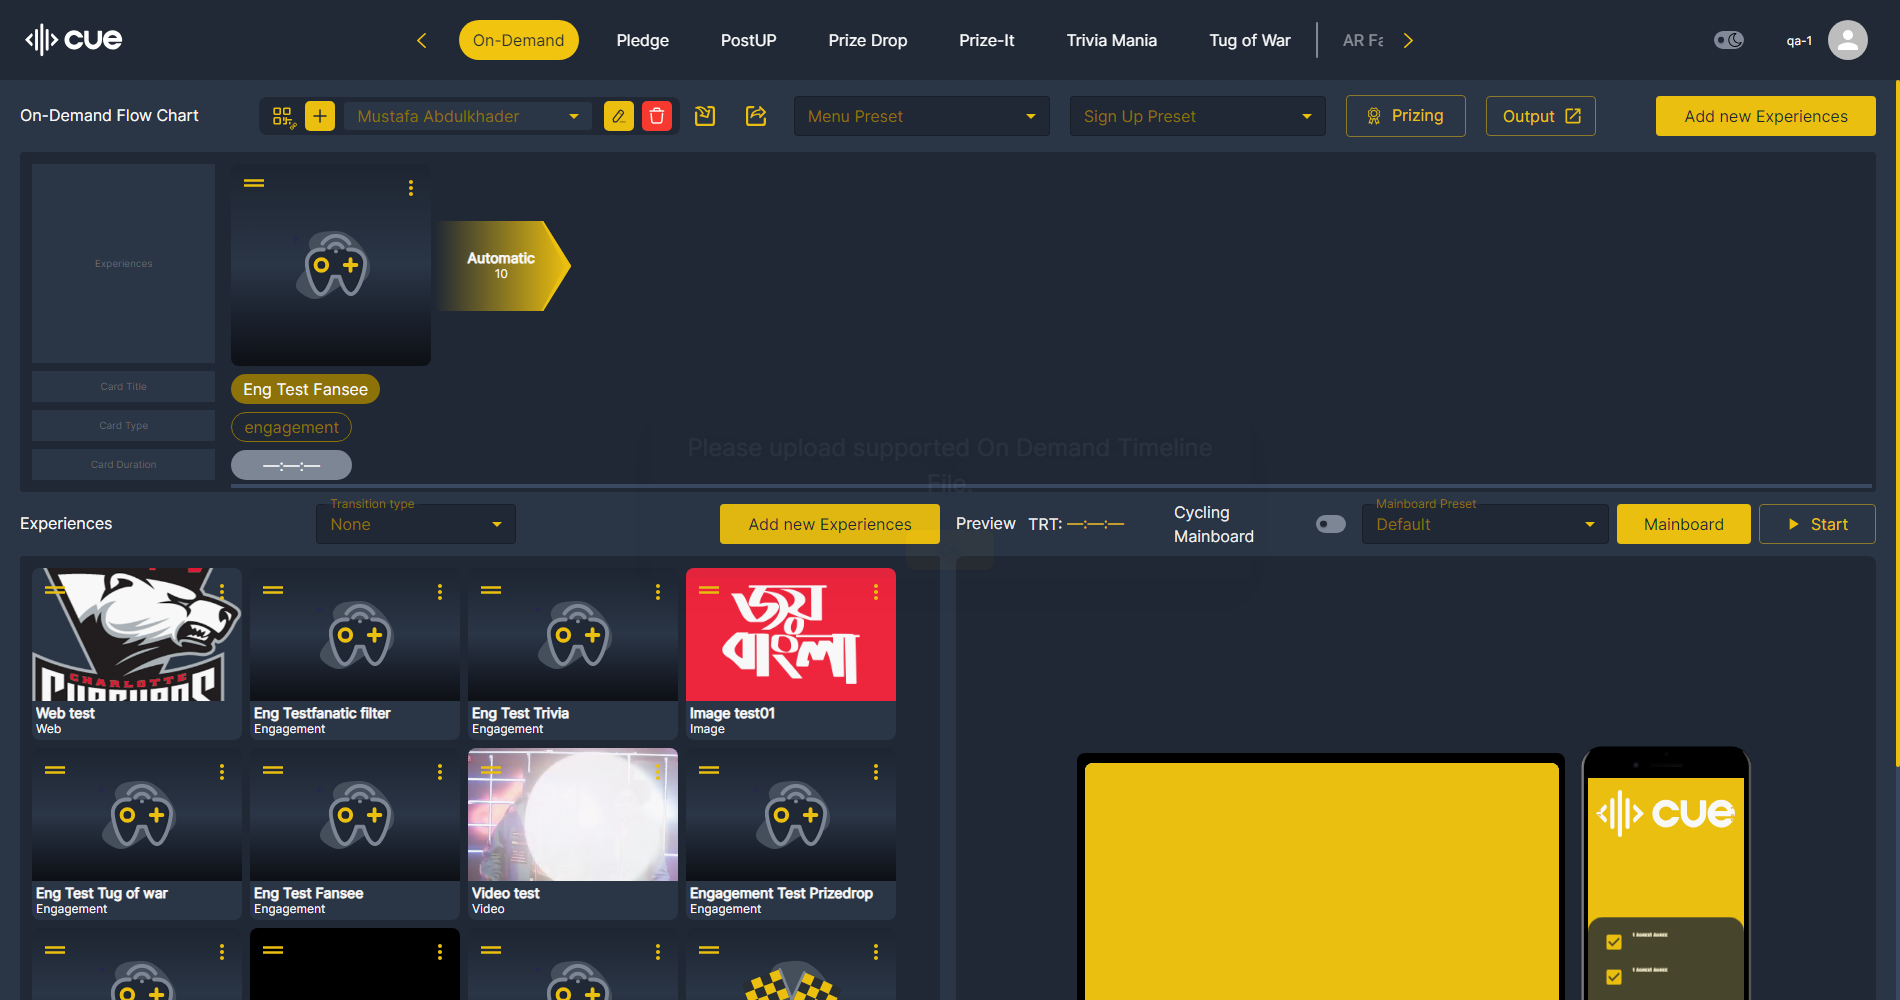 cue
On-Demand
Pledge
PostUP
Prize Drop
Prize-It
Trivia Mania
Tug of War
AR Fa
qa-1
On-Demand Flow Chart
Mustafa Abdulkhader
Menu Preset
Sign Up Preset
Prizing
Output
Add new Experiences
Experiences
Automatic
10
Card Title
Eng Test Fansee
Card Type
engagement
Card Duration
—:—:—
Please upload supported On Demand Timeline
File.
Experiences
Transition type
None
Add new Experiences
Preview
TRT: —:—:—
Cycling
Mainboard
Mainboard Preset
Default
Mainboard
Start
CHARLOTTE
Web test
Web
Eng Testfanatic filter
Engagement
Eng Test Trivia
Engagement
জয়
বাংলা
Image test01
Image
Eng Test Tug of war
Engagement
Eng Test Fansee
Engagement
Video test
Video
Engagement Test Prizedrop
Engagement
cue